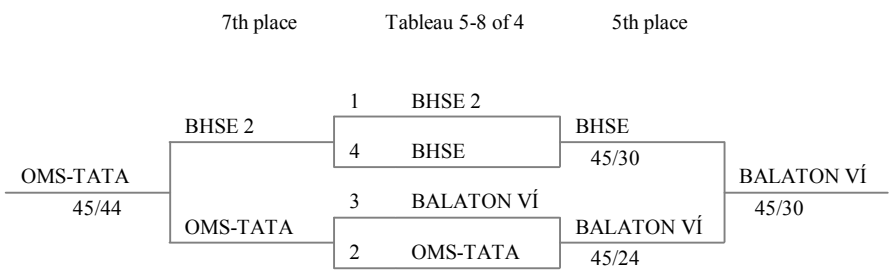 7th place Tableau 5-8 of 4 5th place
1 BHSE 2
BHSE 2 BHSE
4 BHSE
45/30
OMS-TATA BALATON VÍ
3 BALATON VÍ
45/44 45/30
OMS-TATA BALATON VÍ
2 OMS-TATA
45/24